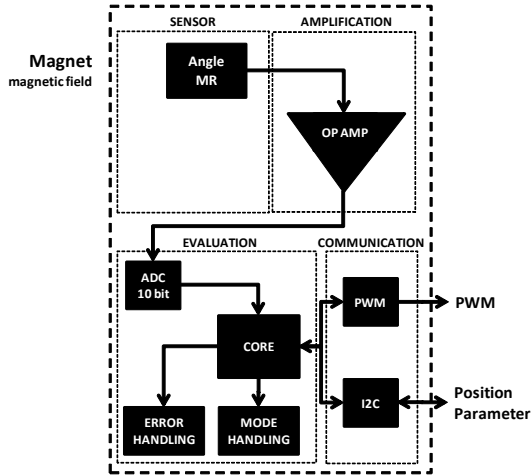 SENSOR
AMPLIFICATION
Magnet
magnetic field
Angle
MR
OP AMP
EVALUATION
COMMUNICATION
ADC
10 bit
PWM
PWM
CORE
I2C
Position
Parameter
ERROR
HANDLING
MODE
HANDLING